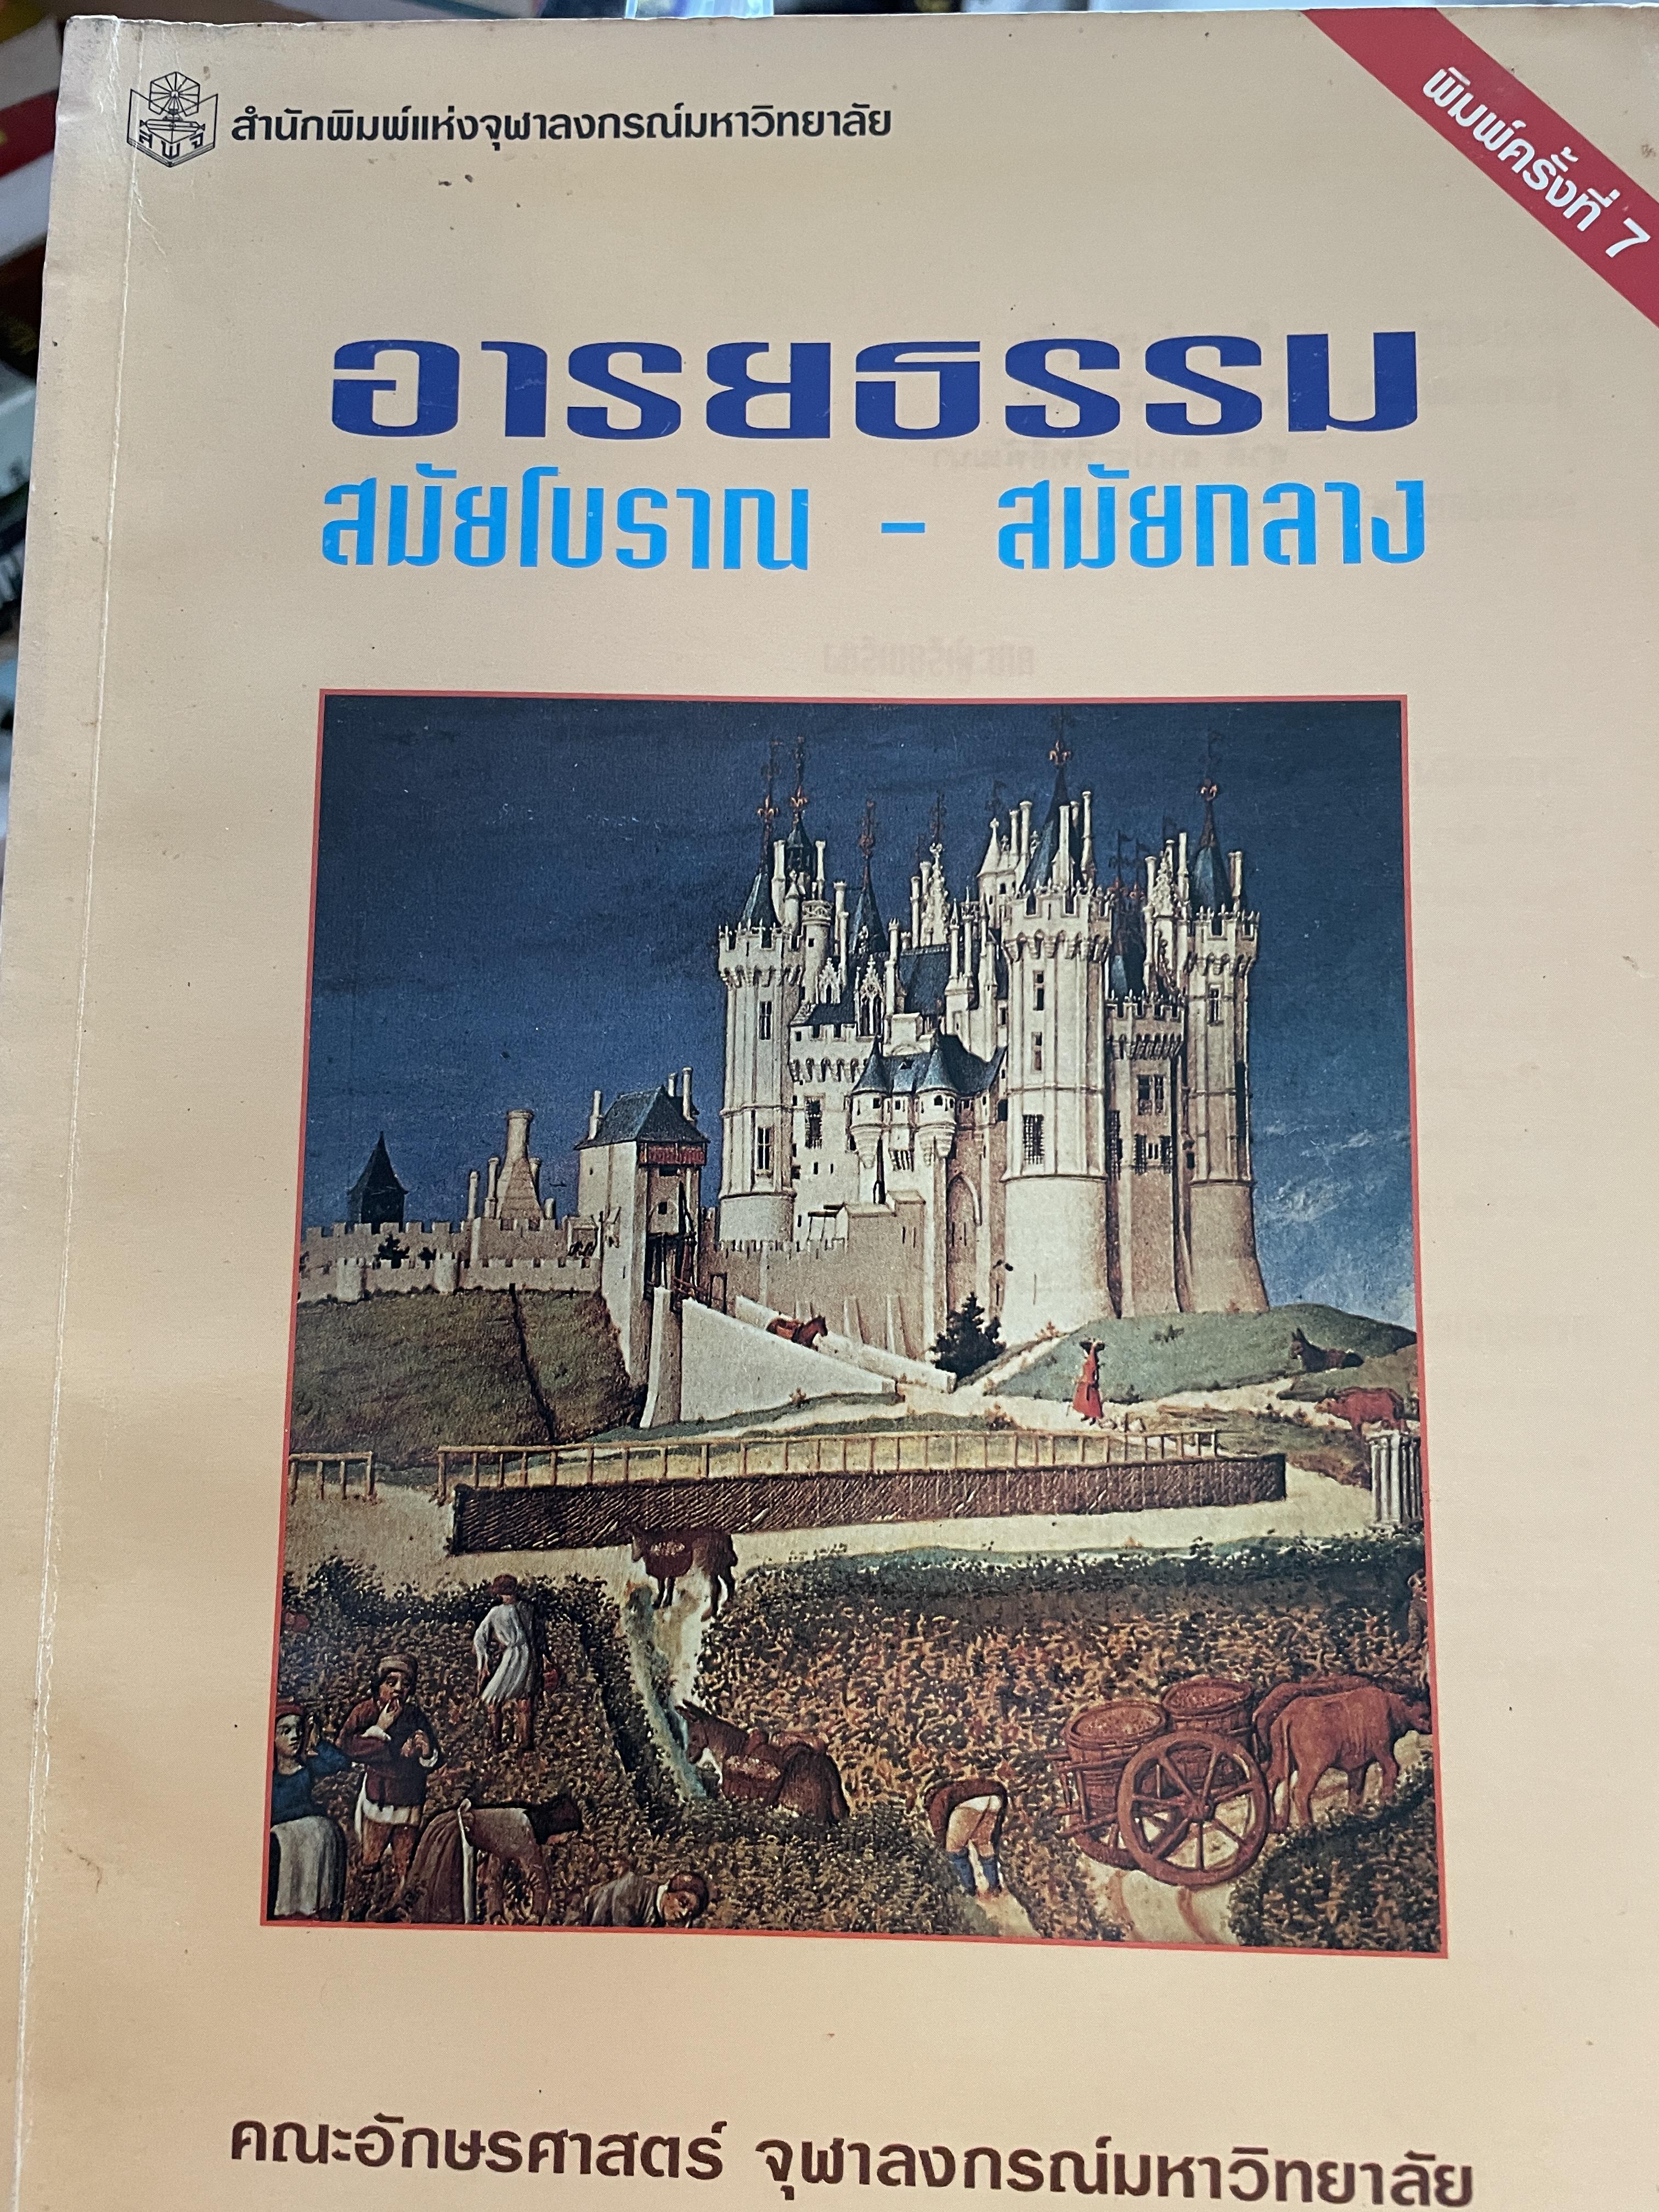 สำนักพิมพ์แห่งจุฬาลงกรณ์มหาวิทยาลัย
ส พ จ
พิมพ์ครั้งที่ 7
อารยธรรม
สมัยโบราณ - สมัยกลาง
คณะอักษรศาสตร์ จุฬาลงกรณ์มหาวิทยาลัย